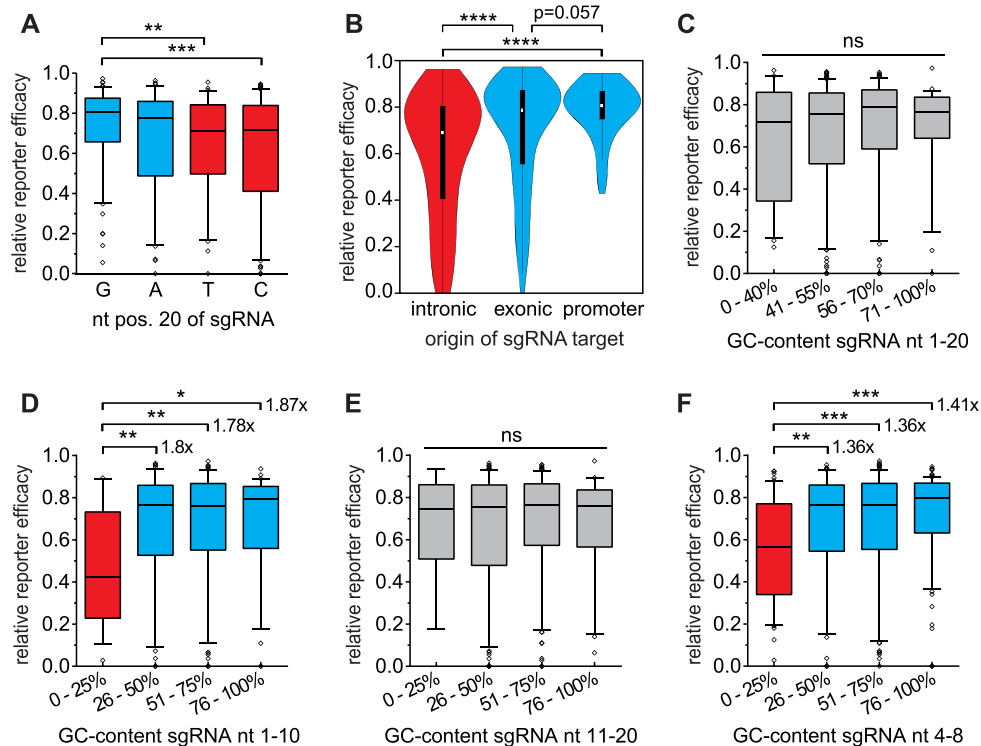 A
**
***
relative reporter efficacy
1.0
0.8
0.6
0.4
0.2
0.0
G A T C
nt pos. 20 of sgRNA
B
**** p=0.057
****
relative reporter efficacy
1.0
0.8
0.6
0.4
0.2
0.0
intronic exonic promoter
origin of sgRNA target
C
ns
relative reporter efficacy
1.0
0.8
0.6
0.4
0.2
0.0
0 - 40% 41 - 55% 56 - 70% 71 - 100%
GC-content sgRNA nt 1-20
D
* 1.87x
** 1.78x
** 1.8x
relative reporter efficacy
1.0
0.8
0.6
0.4
0.2
0.0
0 - 25% 26 - 50% 51 - 75% 76 - 100%
GC-content sgRNA nt 1-10
E
ns
relative reporter efficacy
1.0
0.8
0.6
0.4
0.2
0.0
0 - 25% 26 - 50% 51 - 75% 76 - 100%
GC-content sgRNA nt 11-20
F
*** 1.41x
*** 1.36x
** 1.36x
relative reporter efficacy
1.0
0.8
0.6
0.4
0.2
0.0
0 - 25% 26 - 50% 51 - 75% 76 - 100%
GC-content sgRNA nt 4-8